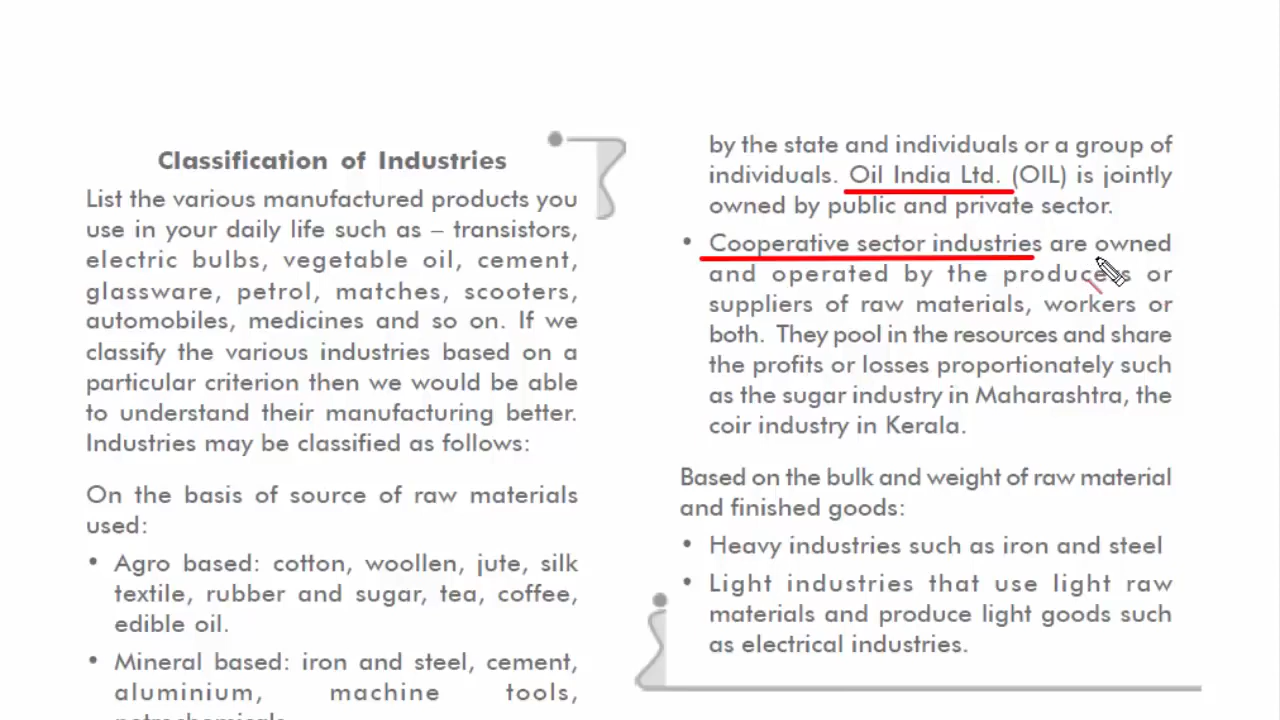 Classification of Industries
List the various manufactured products you
use in your daily life such as – transistors,
electric bulbs, vegetable oil, cement,
glassware, petrol, matches, scooters,
automobiles, medicines and so on. If we
classify the various industries based on a
particular criterion then we would be able
to understand their manufacturing better.
Industries may be classified as follows:
On the basis of source of raw materials
used:
• Agro based: cotton, woollen, jute, silk
textile, rubber and sugar, tea, coffee,
edible oil.
• Mineral based: iron and steel, cement,
aluminium, machine tools,
petrochemicals.
by the state and individuals or a group of
individuals. Oil India Ltd. (OIL) is jointly
owned by public and private sector.
• Cooperative sector industries are owned
and operated by the producers or
suppliers of raw materials, workers or
both. They pool in the resources and share
the profits or losses proportionately such
as the sugar industry in Maharashtra, the
coir industry in Kerala.
Based on the bulk and weight of raw material
and finished goods:
• Heavy industries such as iron and steel
• Light industries that use light raw
materials and produce light goods such
as electrical industries.